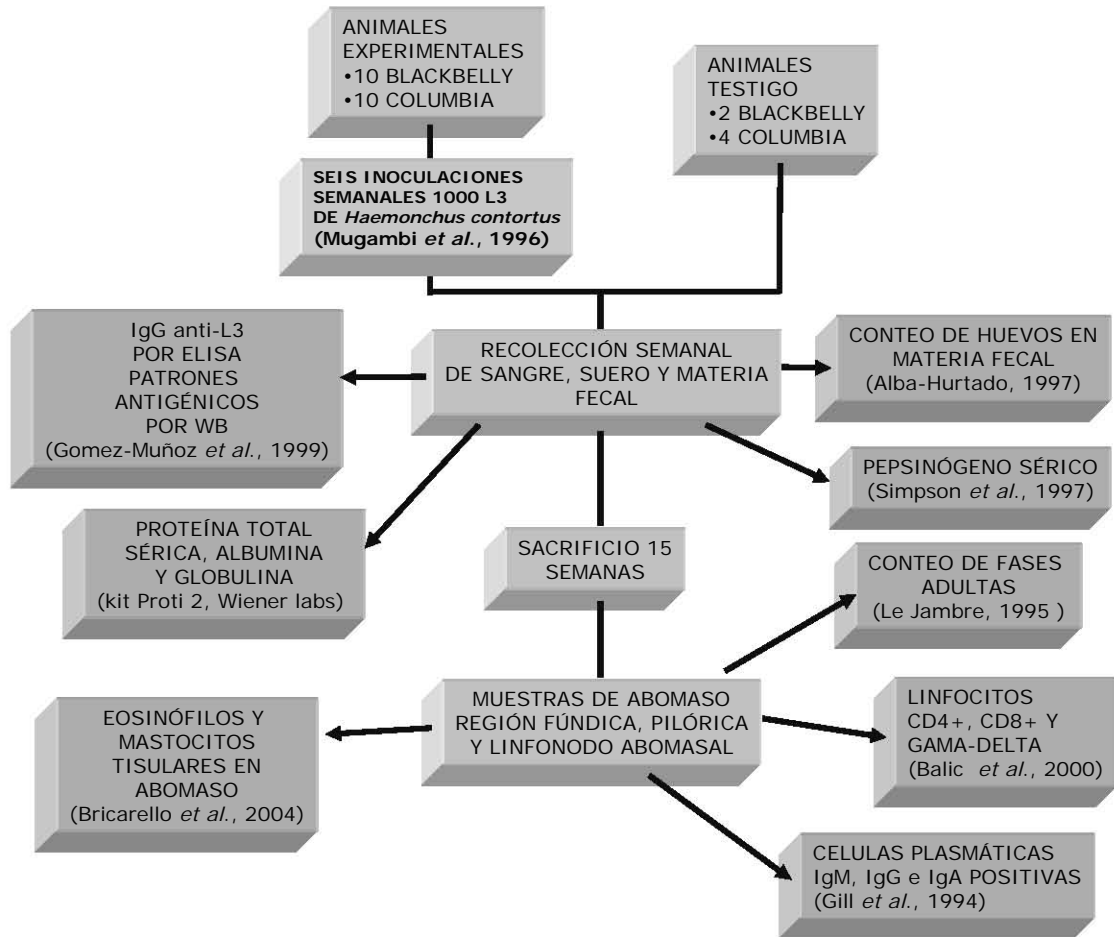 ANIMALES
EXPERIMENTALES
•10 BLACKBELLY
•10 COLUMBIA
ANIMALES
TESTIGO
•2 BLACKBELLY
•4 COLUMBIA
SEIS INOCULACIONES
SEMANALES 1000 L3
DE Haemonchus contortus
(Mugambi et al., 1996)
IgG anti-L3
POR ELISA
PATRONES
ANTIGÉNICOS
POR WB
(Gomez-Muñoz et al., 1999)
RECOLECCIÓN SEMANAL
DE SANGRE, SUERO Y MATERIA
FECAL
CONTEO DE HUEVOS EN
MATERIA FECAL
(Alba-Hurtado, 1997)
PEPSINÓGENO SÉRICO
(Simpson et al., 1997)
PROTEÍNA TOTAL
SÉRICA, ALBUMINA
Y GLOBULINA
(kit Proti 2, Wiener labs)
SACRIFICIO 15
SEMANAS
CONTEO DE FASES
ADULTAS
(Le Jambre, 1995 )
MUESTRAS DE ABOMASO
REGIÓN FÚNDICA, PILÓRICA
Y LINFONODO ABOMASAL
EOSINÓFILOS Y
MASTOCITOS
TISULARES EN
ABOMASO
(Bricarello et al., 2004)
LINFOCITOS
CD4+, CD8+ Y
GAMA-DELTA
(Balic et al., 2000)
CELULAS PLASMÁTICAS
IgM, IgG e IgA POSITIVAS
(Gill et al., 1994)